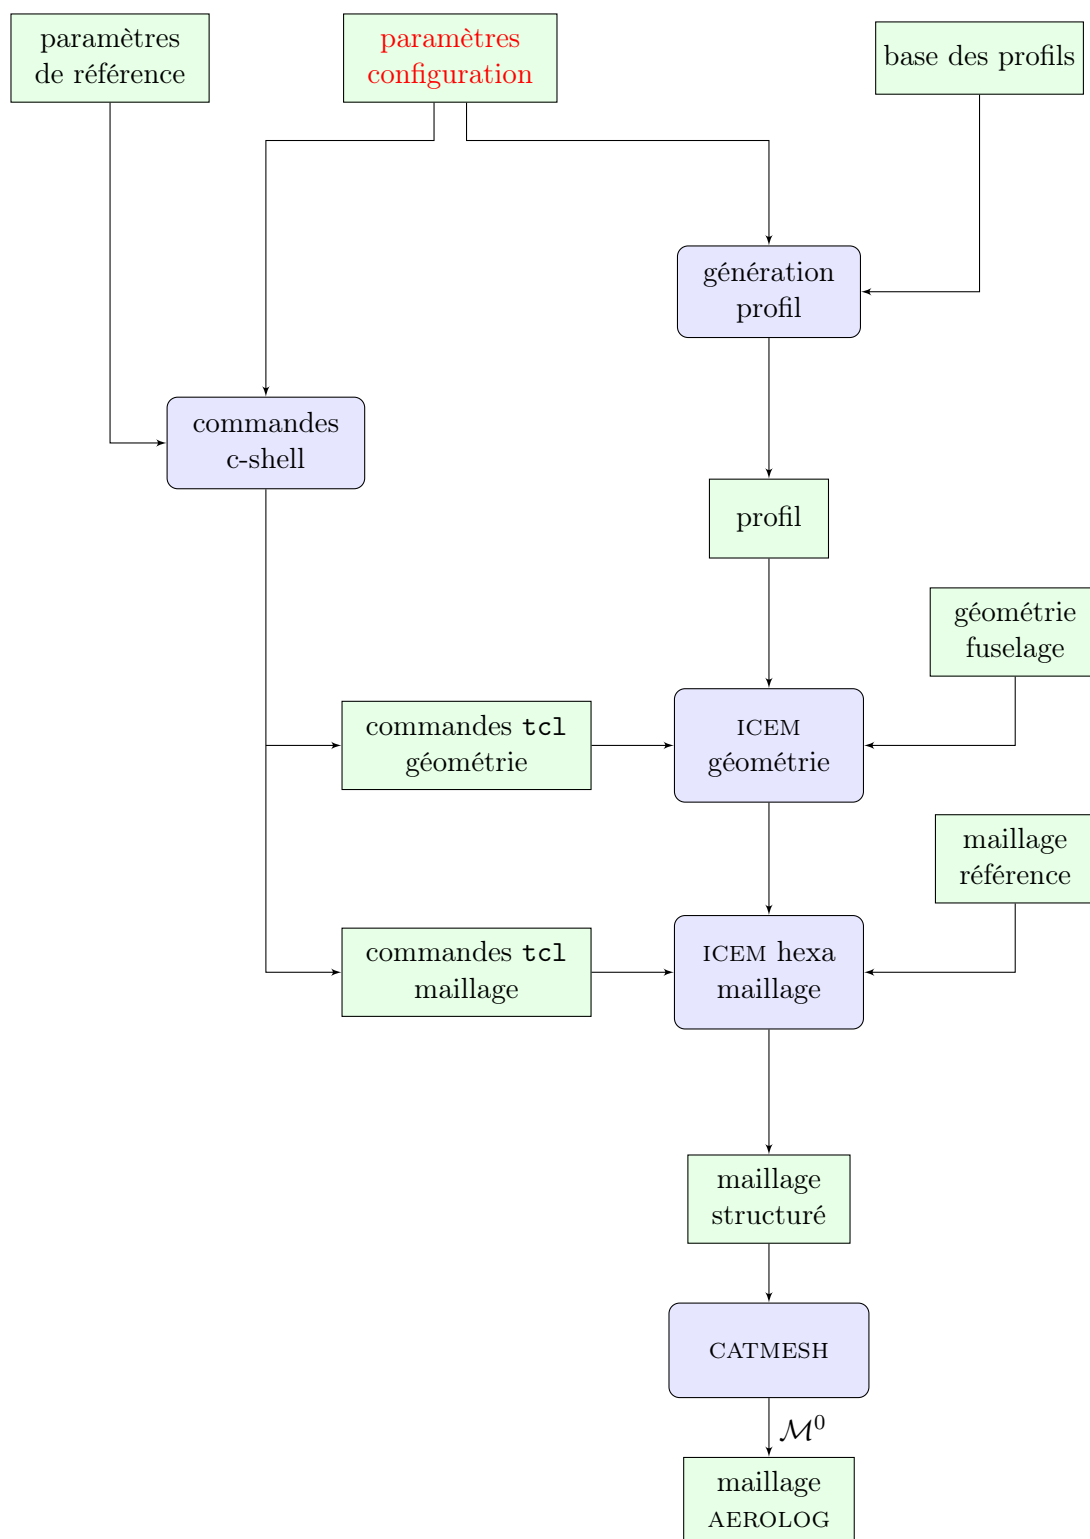 paramètres
de référence
paramètres
configuration
base des profils
génération
profil
commandes
c-shell
profil
géométrie
fuselage
commandes tcl
géométrie
ICEM
géométrie
maillage
référence
commandes tcl
maillage
ICEM hexa
maillage
maillage
structuré
CATMESH
M⁰
maillage
AEROLOG